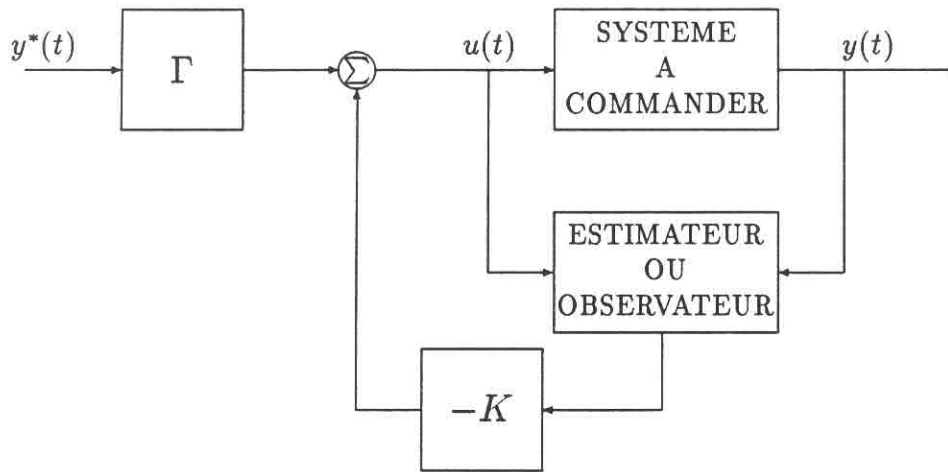 y*(t)
Γ
Σ
u(t)
SYSTEME
A
COMMANDER
y(t)
ESTIMATEUR
OU
OBSERVATEUR
−K